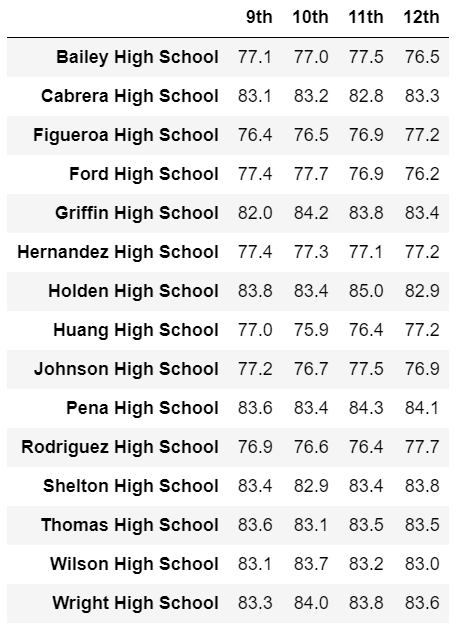 9th 10th 11th 12th
Bailey High School 77.1 77.0 77.5 76.5
Cabrera High School 83.1 83.2 82.8 83.3
Figueroa High School 76.4 76.5 76.9 77.2
Ford High School 77.4 77.7 76.9 76.2
Griffin High School 82.0 84.2 83.8 83.4
Hernandez High School 77.4 77.3 77.1 77.2
Holden High School 83.8 83.4 85.0 82.9
Huang High School 77.0 75.9 76.4 77.2
Johnson High School 77.2 76.7 77.5 76.9
Pena High School 83.6 83.4 84.3 84.1
Rodriguez High School 76.9 76.6 76.4 77.7
Shelton High School 83.4 82.9 83.4 83.8
Thomas High School 83.6 83.1 83.5 83.5
Wilson High School 83.1 83.7 83.2 83.0
Wright High School 83.3 84.0 83.8 83.6